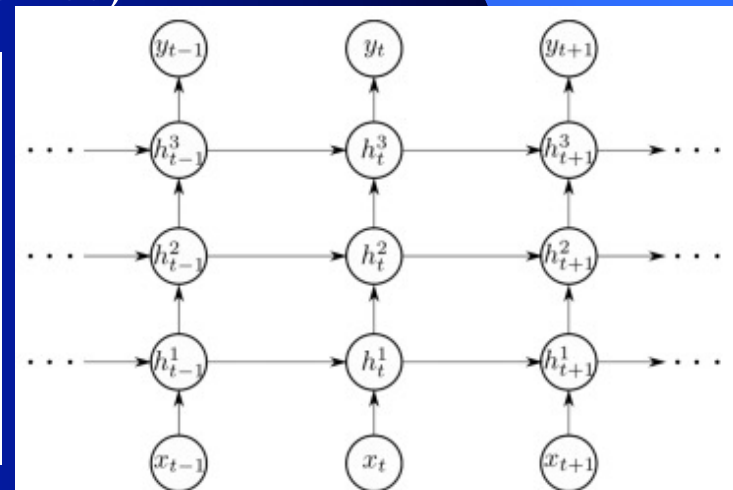 y_{t-1} y_t y_{t+1}
· · · h^3_{t-1} h^3_t h^3_{t+1} · · ·
· · · h^2_{t-1} h^2_t h^2_{t+1} · · ·
· · · h^1_{t-1} h^1_t h^1_{t+1} · · ·
x_{t-1} x_t x_{t+1}